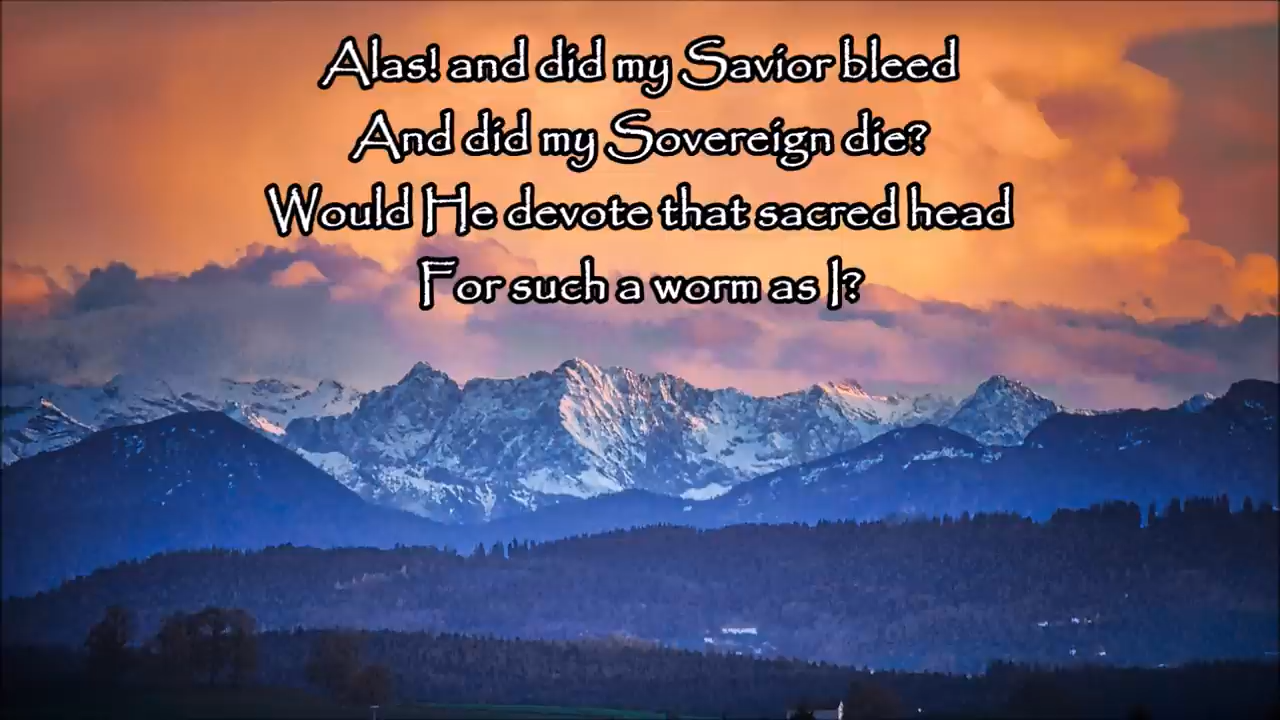 Alas! and did my Savior bleed
And did my Sovereign die?
Would He devote that sacred head
For such a worm as I?